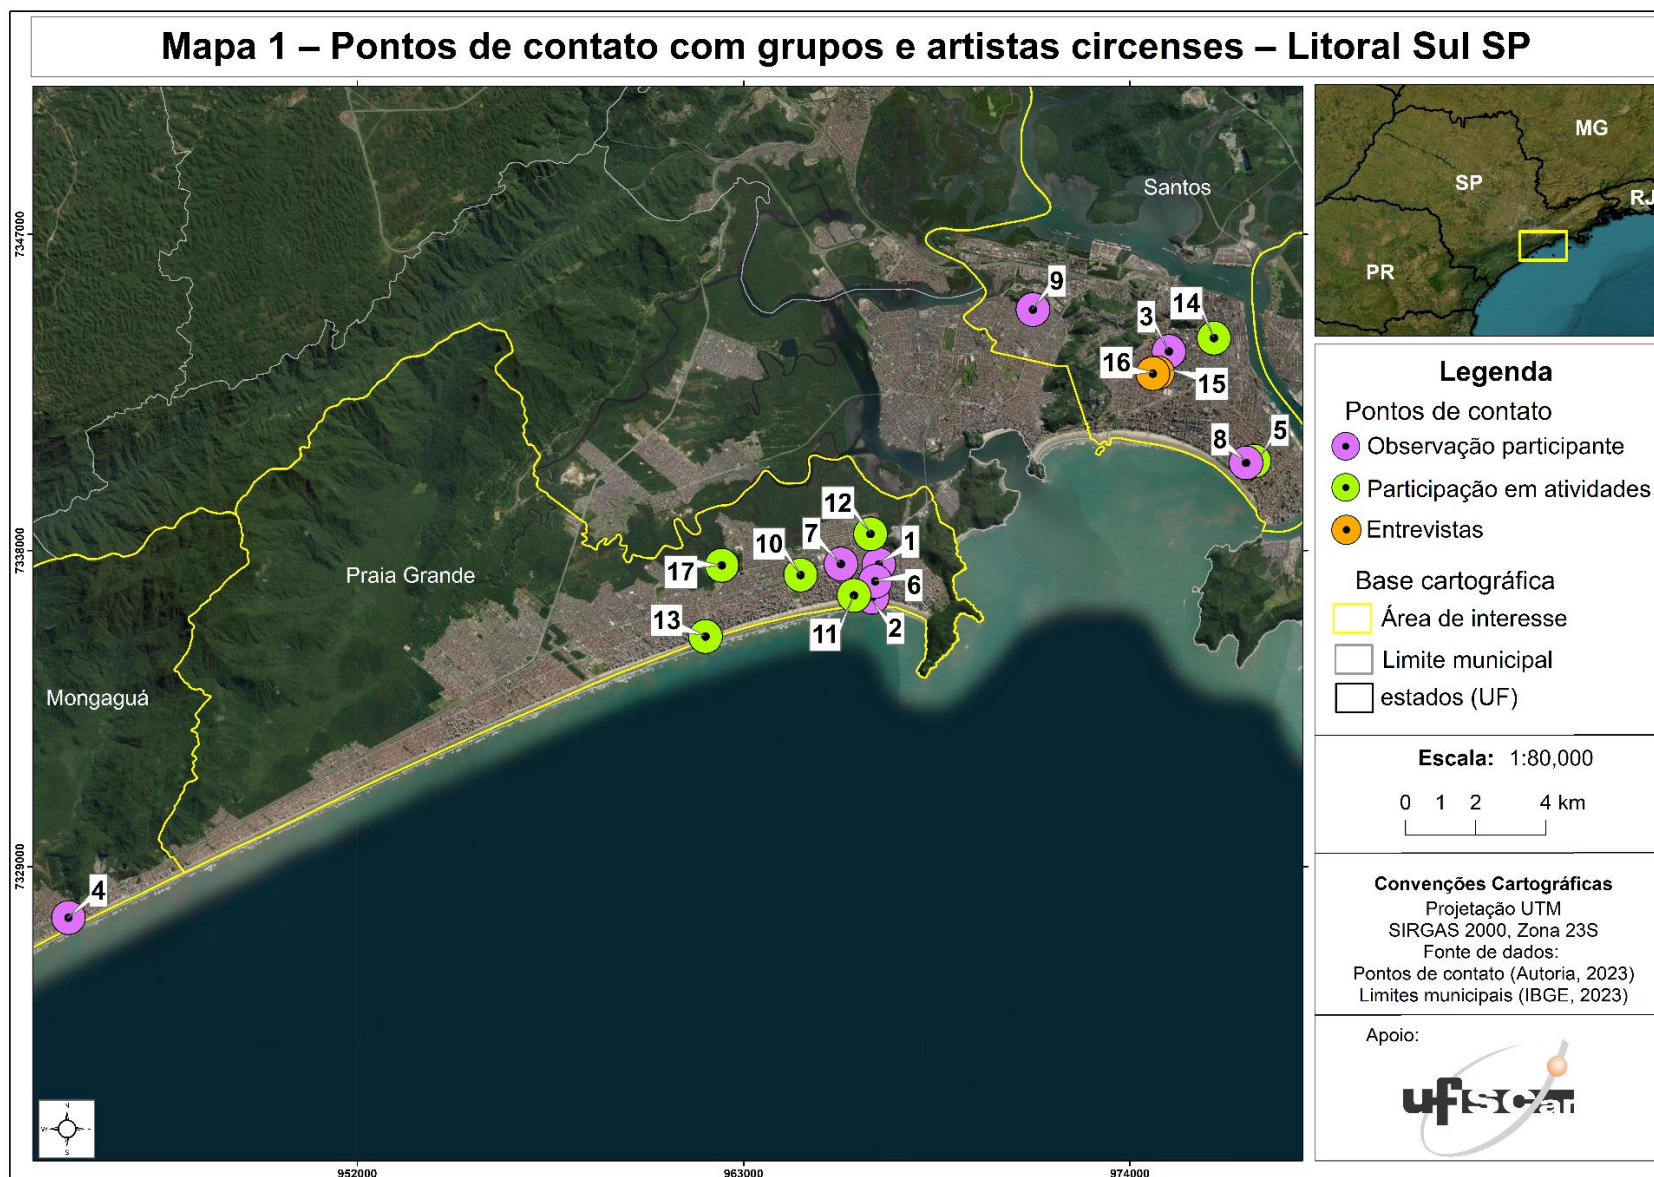 Mapa 1 – Pontos de contato com grupos e artistas circenses – Litoral Sul SP
Santos
Praia Grande
Mongaguá
9
3
14
16
15
8
5
12
7
1
10
17
6
13
11
2
4
7347000
7338000
7329000
952000
963000
974000
N
S
MG
SP
RJ
PR
Legenda
Pontos de contato
Observação participante
Participação em atividades
Entrevistas
Base cartográfica
Área de interesse
Limite municipal
estados (UF)
Escala: 1:80,000
0 1 2 4 km
Convenções Cartográficas
Projetação UTM
SIRGAS 2000, Zona 23S
Fonte de dados:
Pontos de contato (Autoria, 2023)
Limites municipais (IBGE, 2023)
Apoio:
ufscar